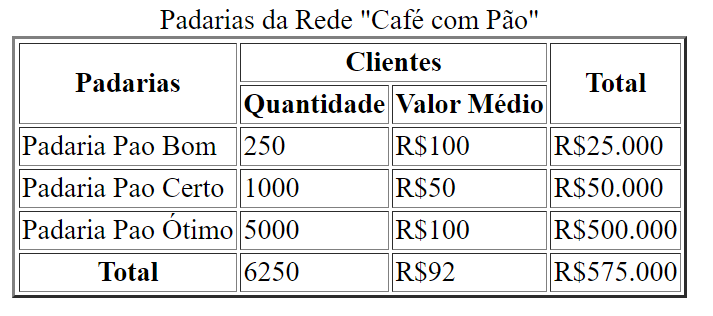 Padarias da Rede "Café com Pão"
Padarias Clientes Total
Quantidade Valor Médio
Padaria Pao Bom 250 R$100 R$25.000
Padaria Pao Certo 1000 R$50 R$50.000
Padaria Pao Ótimo 5000 R$100 R$500.000
Total 6250 R$92 R$575.000